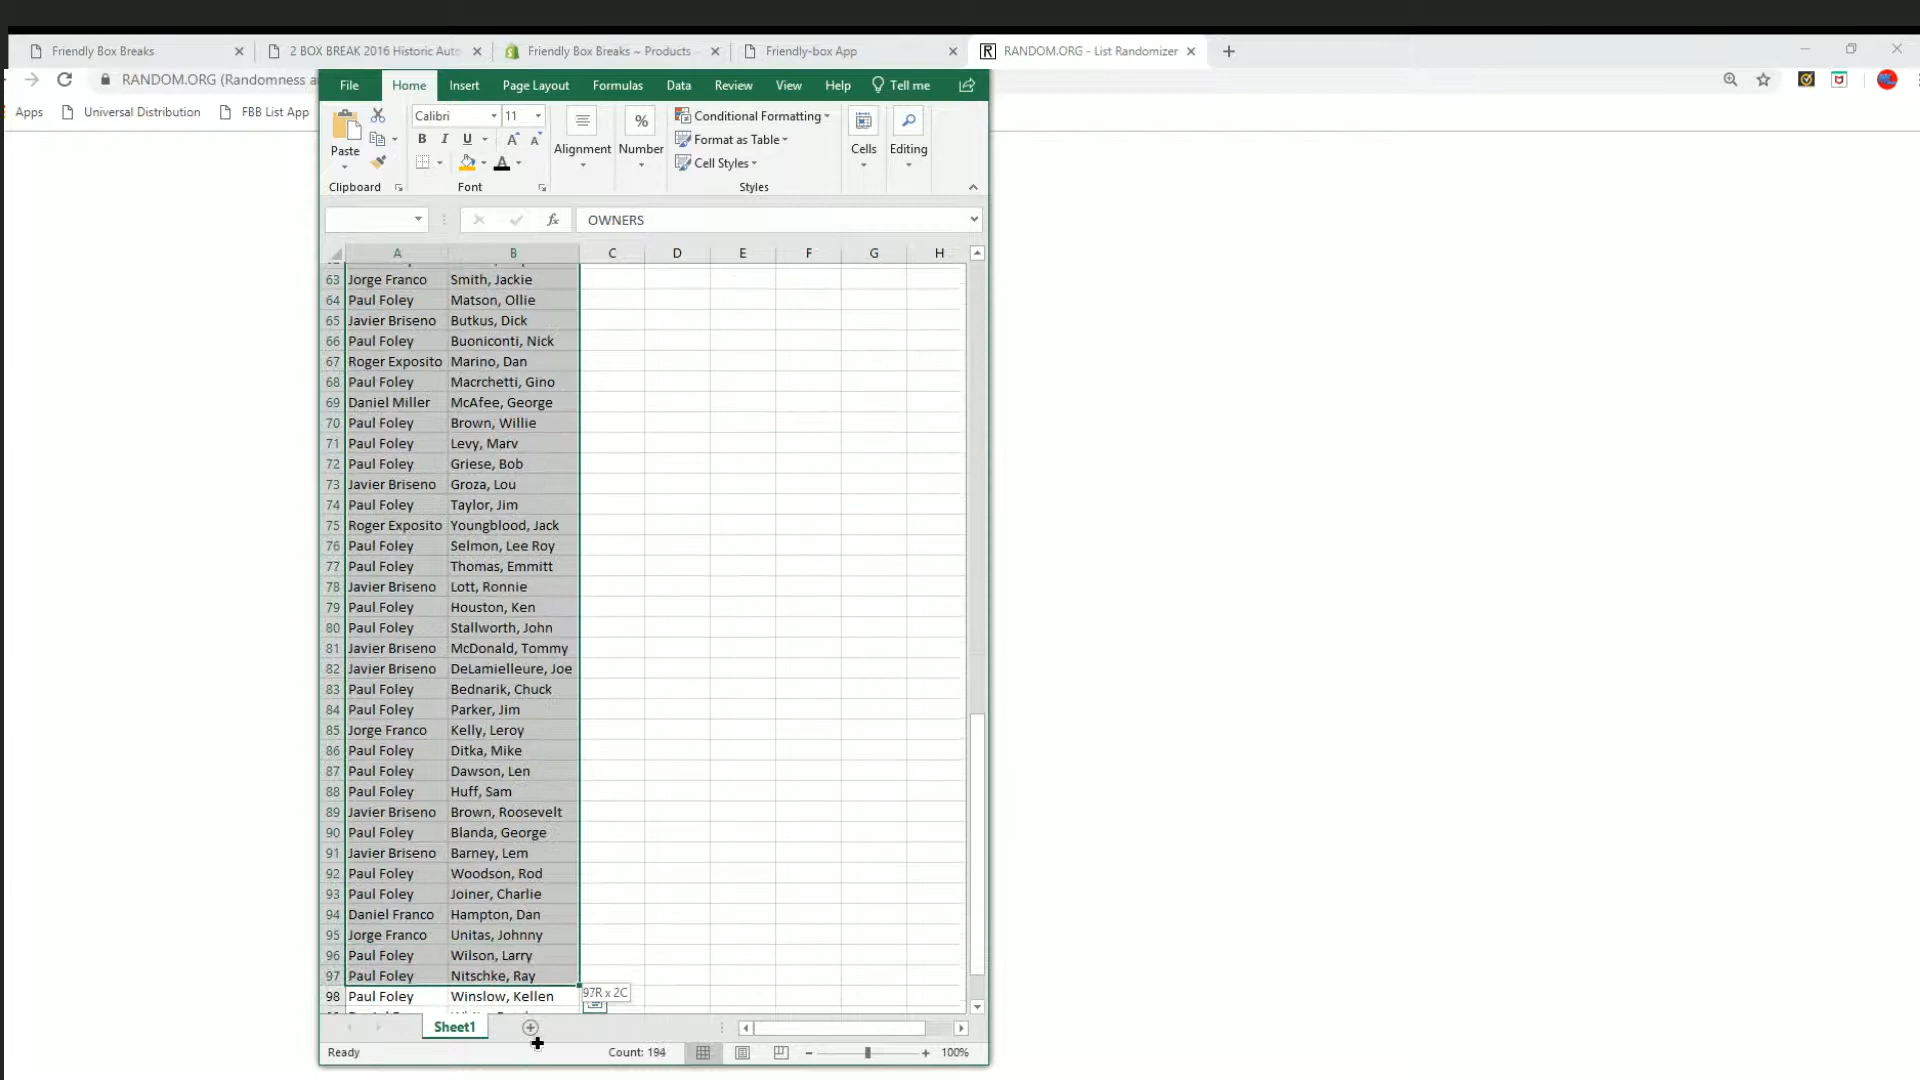 Friendly Box Breaks
2 BOX BREAK 2016 Historic Auto
Friendly Box Breaks ~ Products
Friendly-box App
R RANDOM.ORG - List Randomizer
RANDOM.ORG (Randomness a
Apps Universal Distribution FBB List App
File Home Insert Page Layout Formulas Data Review View Help Tell me
Calibri 11
Conditional Formatting
B I U A A
% Format as Table
Paste Alignment Number Cells Editing
A Cell Styles
Clipboard Font Styles
fx OWNERS
A B C D E F G H
63 Jorge Franco Smith, Jackie
64 Paul Foley Matson, Ollie
65 Javier Briseno Butkus, Dick
66 Paul Foley Buoniconti, Nick
67 Roger Exposito Marino, Dan
68 Paul Foley Macrchetti, Gino
69 Daniel Miller McAfee, George
70 Paul Foley Brown, Willie
71 Paul Foley Levy, Marv
72 Paul Foley Griese, Bob
73 Javier Briseno Groza, Lou
74 Paul Foley Taylor, Jim
75 Roger Exposito Youngblood, Jack
76 Paul Foley Selmon, Lee Roy
77 Paul Foley Thomas, Emmitt
78 Javier Briseno Lott, Ronnie
79 Paul Foley Houston, Ken
80 Paul Foley Stallworth, John
81 Javier Briseno McDonald, Tommy
82 Javier Briseno DeLamielleure, Joe
83 Paul Foley Bednarik, Chuck
84 Paul Foley Parker, Jim
85 Jorge Franco Kelly, Leroy
86 Paul Foley Ditka, Mike
87 Paul Foley Dawson, Len
88 Paul Foley Huff, Sam
89 Javier Briseno Brown, Roosevelt
90 Paul Foley Blanda, George
91 Javier Briseno Barney, Lem
92 Paul Foley Woodson, Rod
93 Paul Foley Joiner, Charlie
94 Daniel Franco Hampton, Dan
95 Jorge Franco Unitas, Johnny
96 Paul Foley Wilson, Larry
97 Paul Foley Nitschke, Ray
97R x 2C
98 Paul Foley Winslow, Kellen
Sheet1
Ready Count: 194 100%